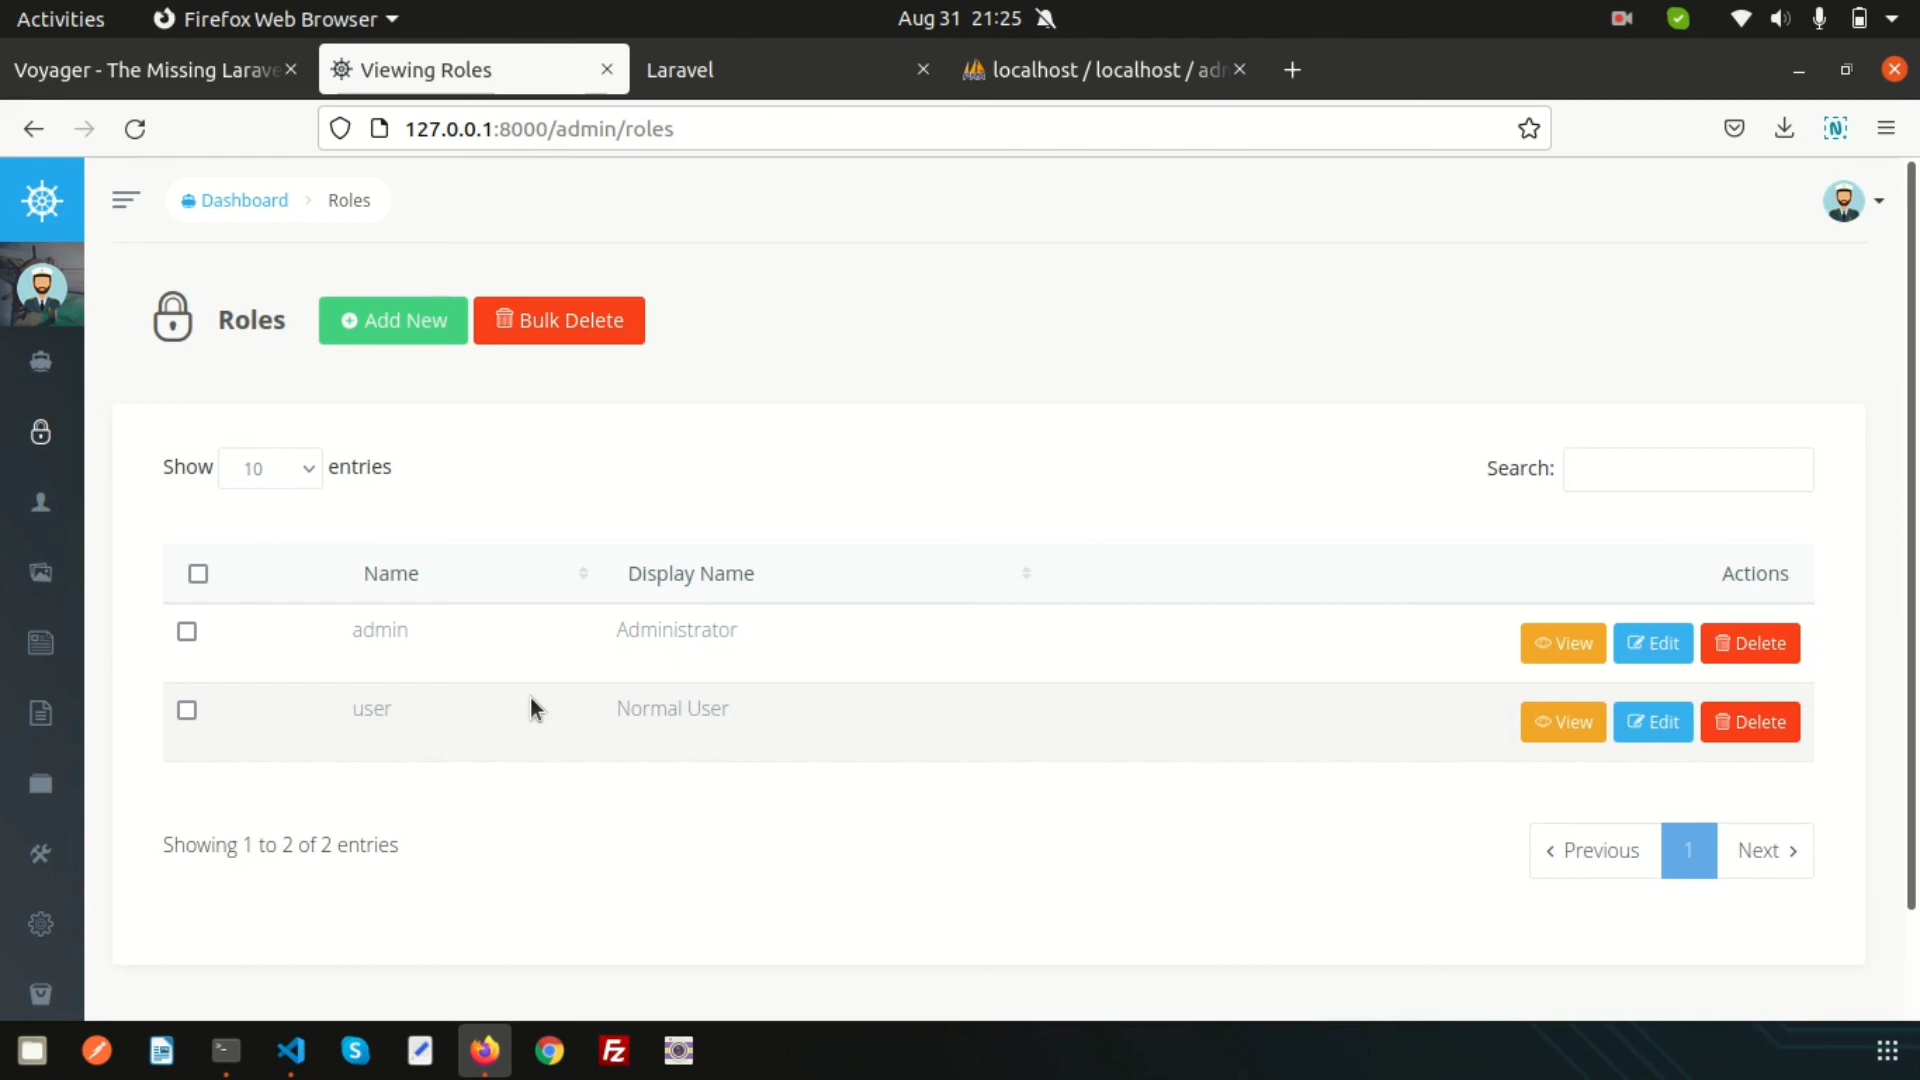 Activities Firefox Web Browser Aug 31 21:25
Voyager - The Missing Larave Viewing Roles Laravel localhost / localhost / adm
127.0.0.1:8000/admin/roles
Dashboard Roles
Roles Add New Bulk Delete
Show 10 entries Search:
Name Display Name Actions
admin Administrator View Edit Delete
user Normal User View Edit Delete
Showing 1 to 2 of 2 entries Previous 1 Next